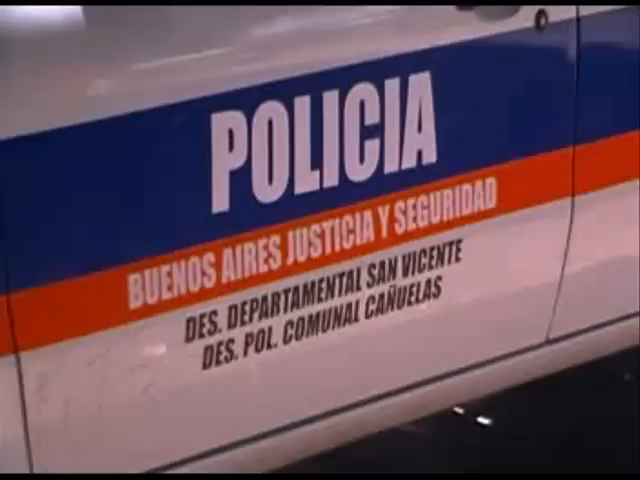 POLICIA
BUENOS AIRES JUSTICIA Y SEGURIDAD
DES. DEPARTAMENTAL SAN VICENTE
DES. POL. COMUNAL CAÑUELAS